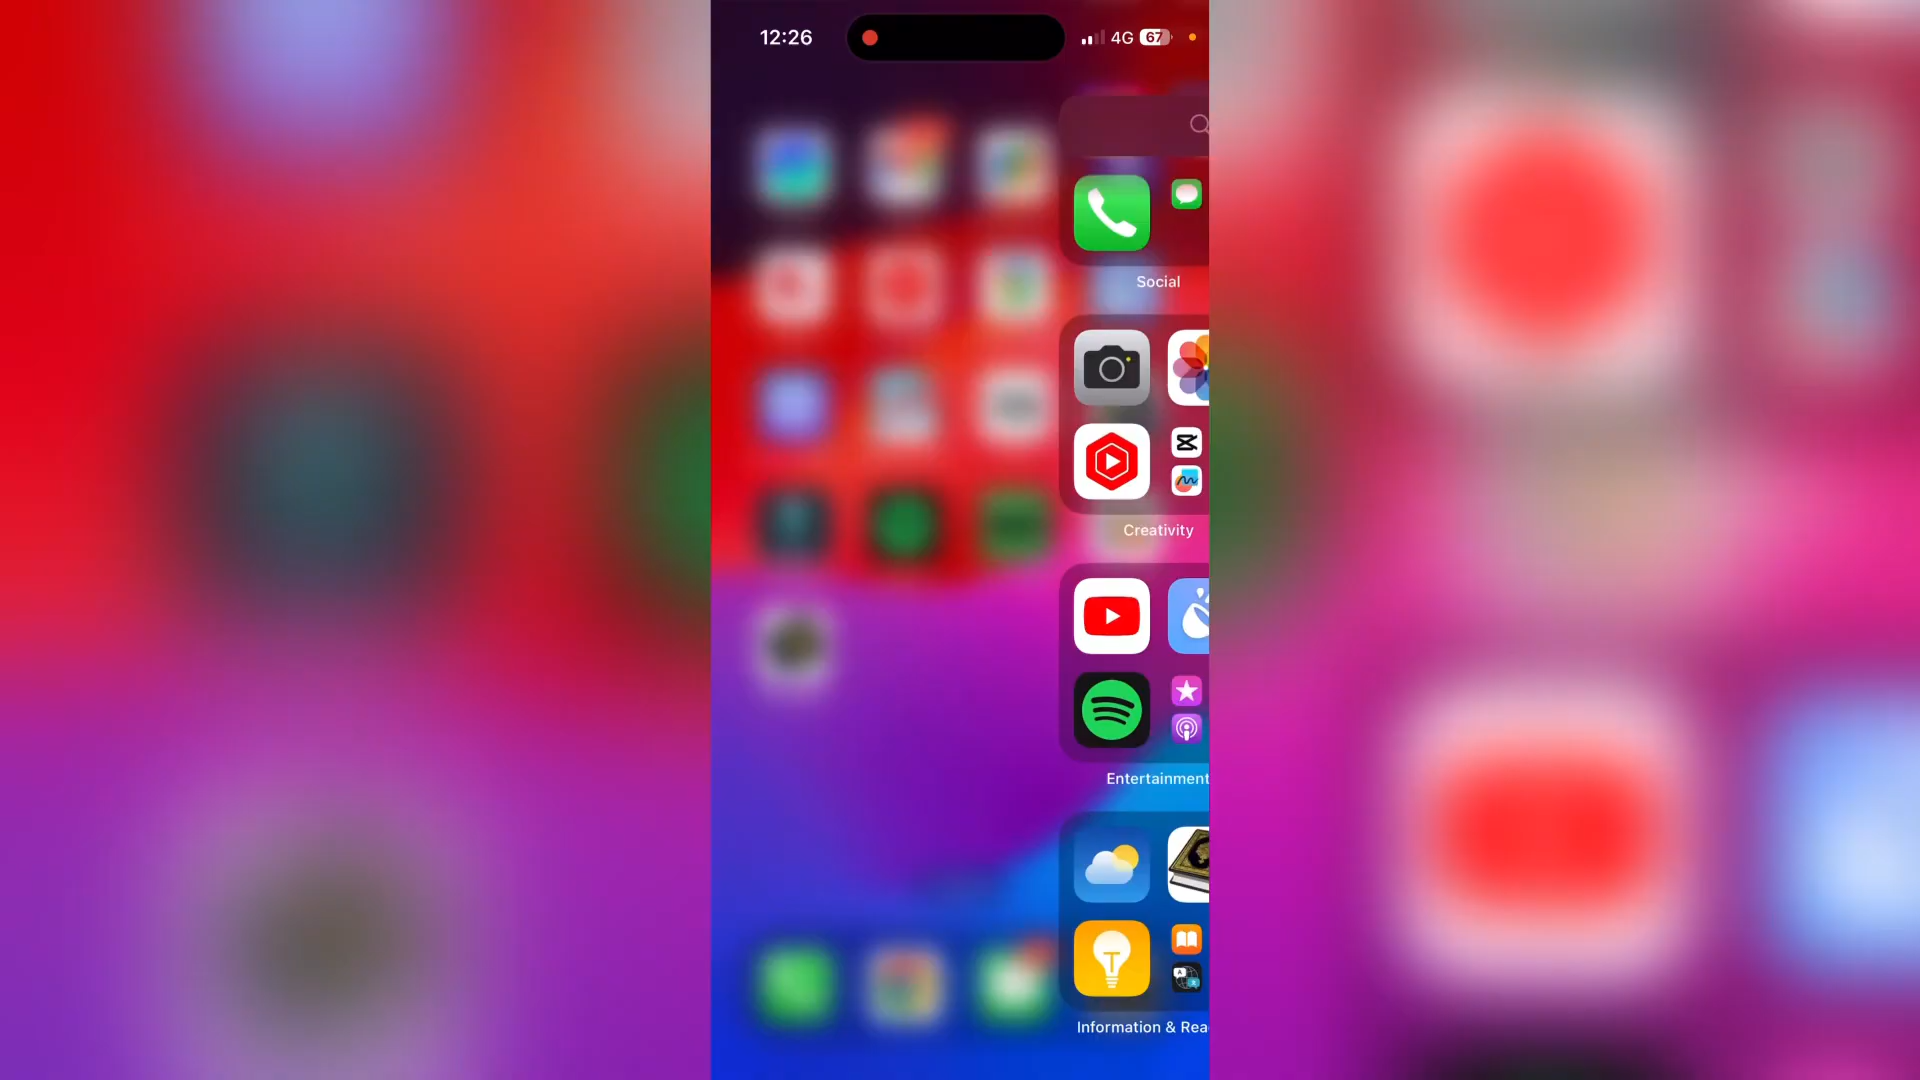 12:26
4G 67
Social
Creativity
Entertainment
Information & Rea